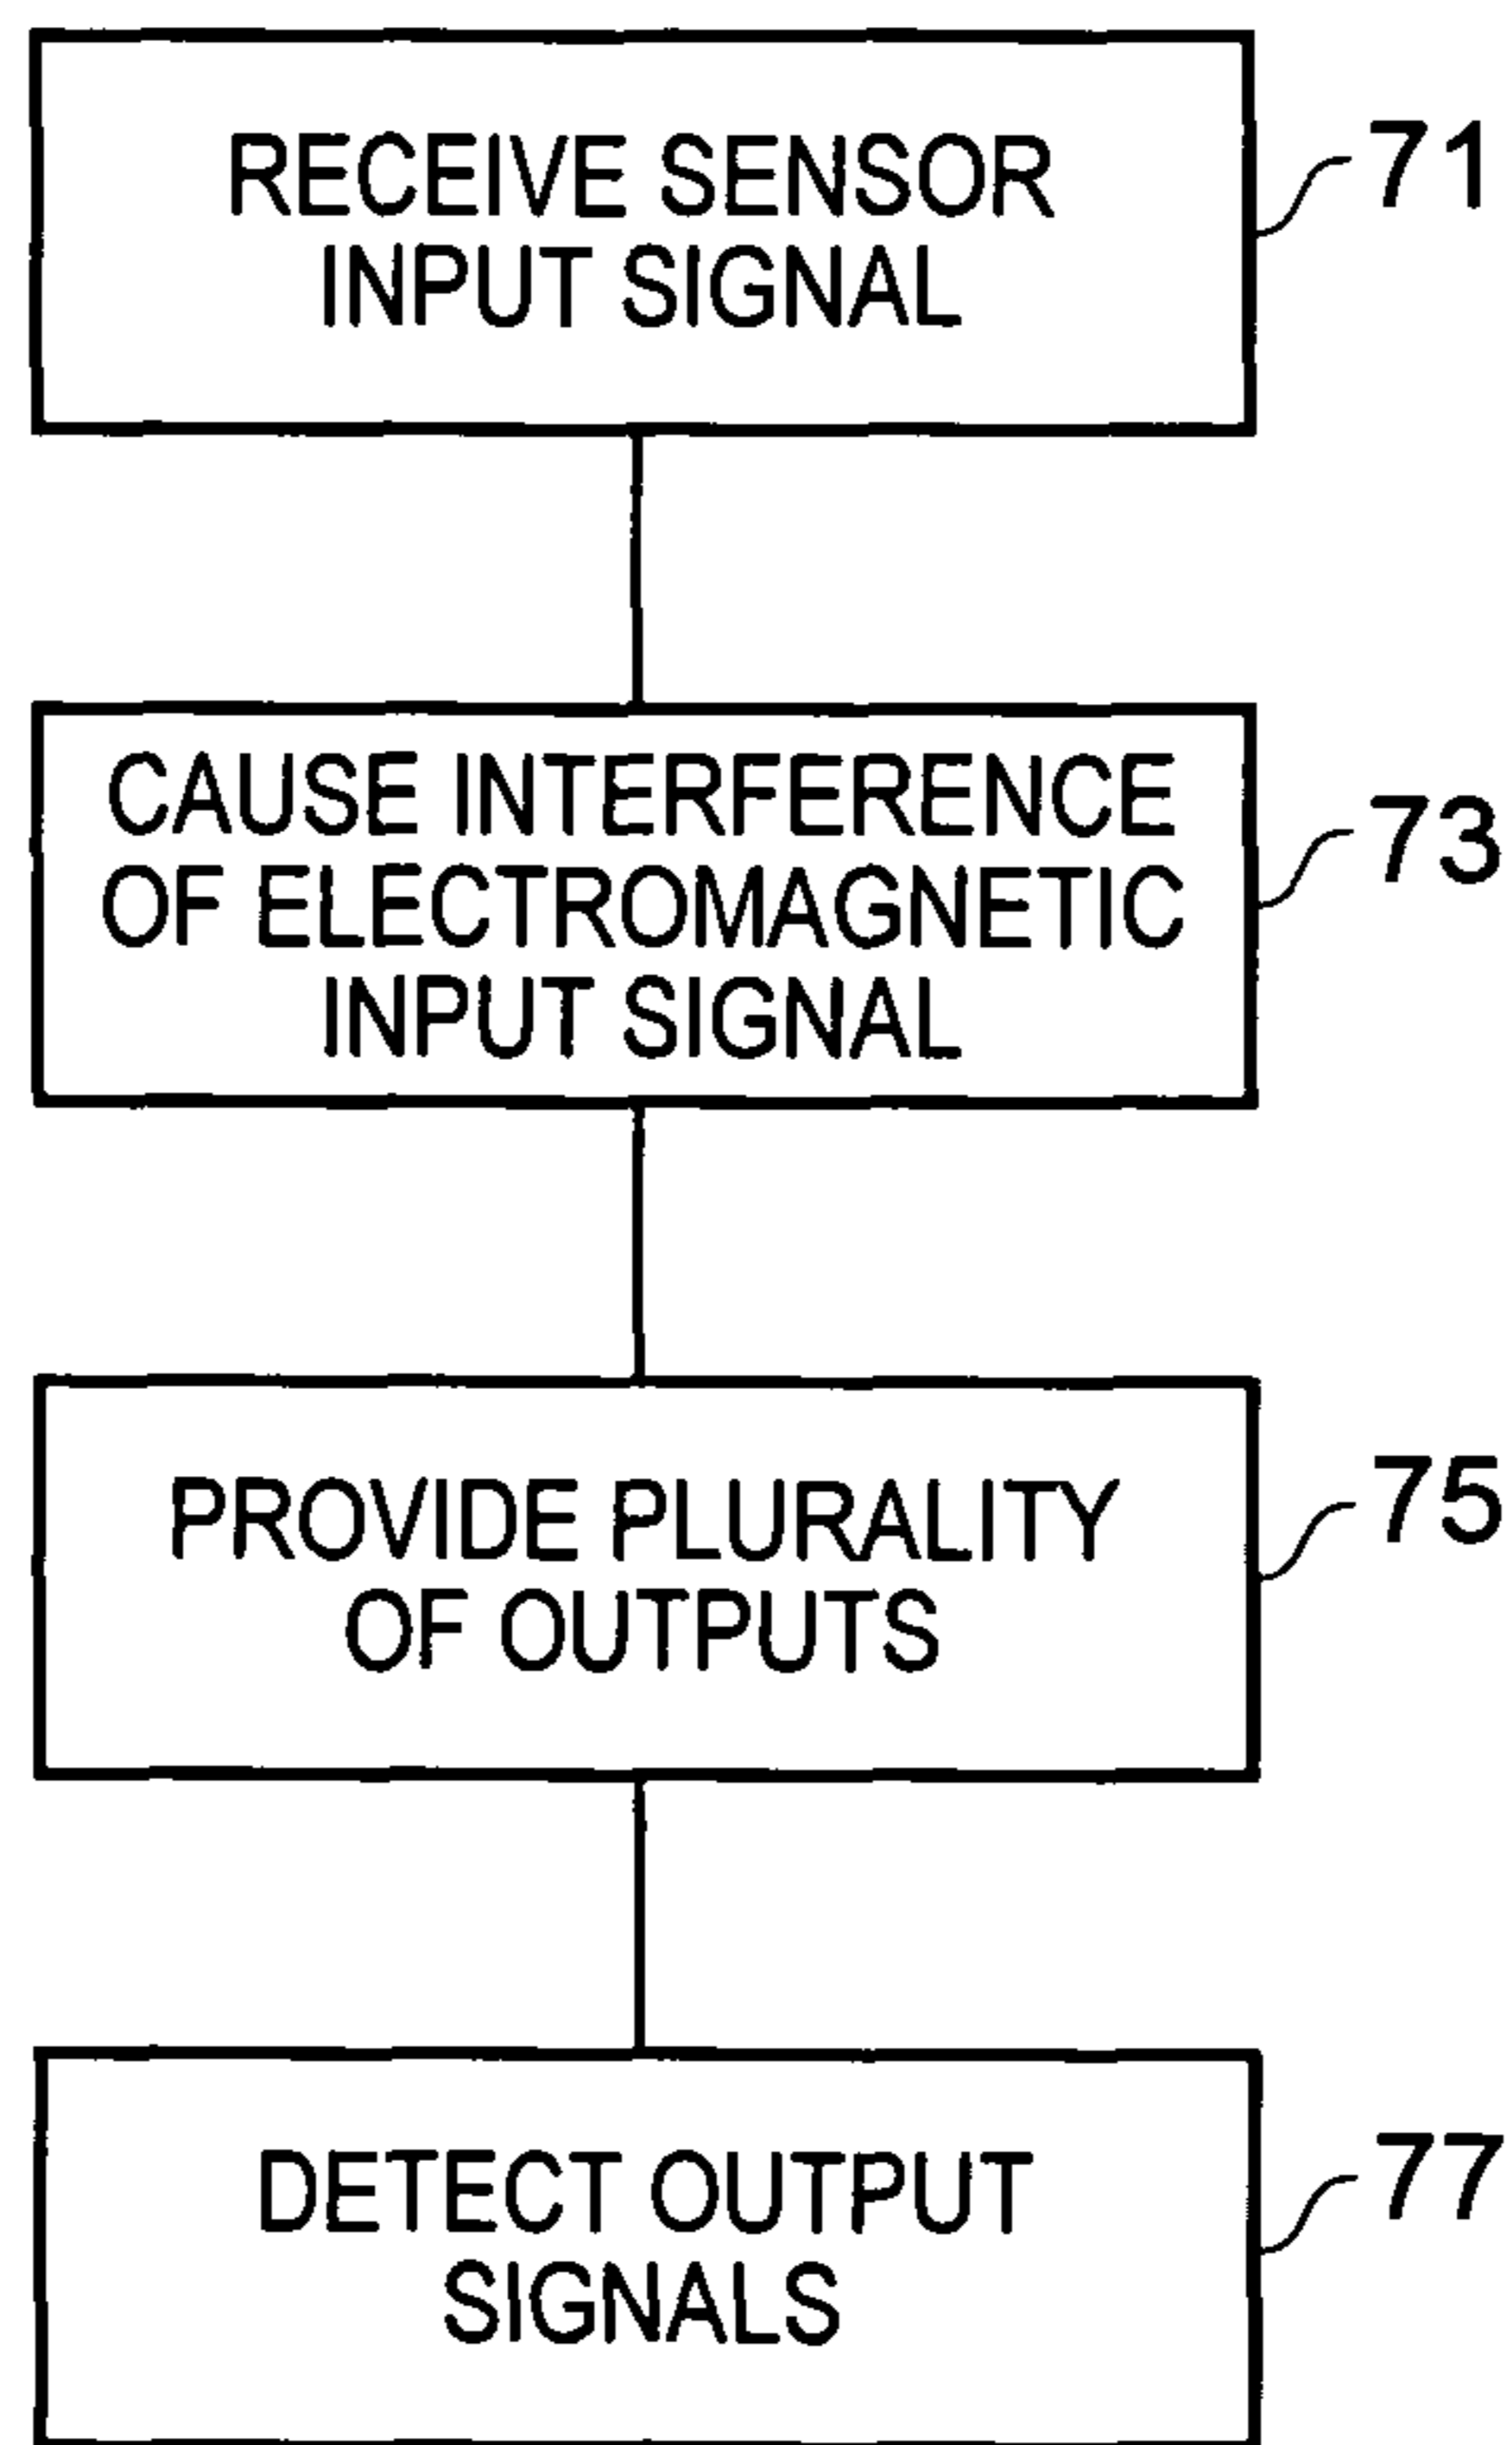 RECEIVE SENSOR
INPUT SIGNAL
71
CAUSE INTERFERENCE
OF ELECTROMAGNETIC
INPUT SIGNAL
73
PROVIDE PLURALITY
OF OUTPUTS
75
DETECT OUTPUT
SIGNALS
77